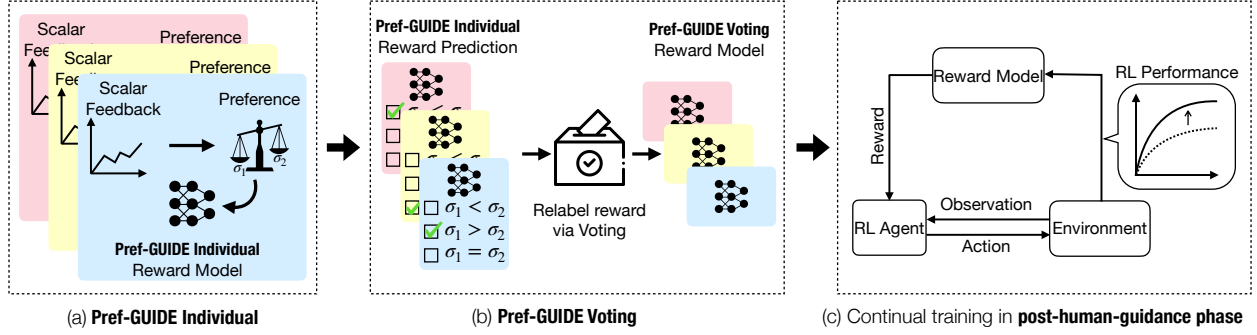 Scalar
Feedback
Preference
Scalar
Feedback
Preference
Scalar
Feedback
Preference
σ1
σ2
Pref-GUIDE Individual
Reward Model
(a) Pref-GUIDE Individual
Pref-GUIDE Individual
Reward Prediction
σ1 < σ2
σ1 > σ2
σ1 = σ2
Relabel reward
via Voting
Pref-GUIDE Voting
Reward Model
(b) Pref-GUIDE Voting
Reward Model
RL Performance
Reward
Observation
RL Agent
Environment
Action
(c) Continual training in post-human-guidance phase